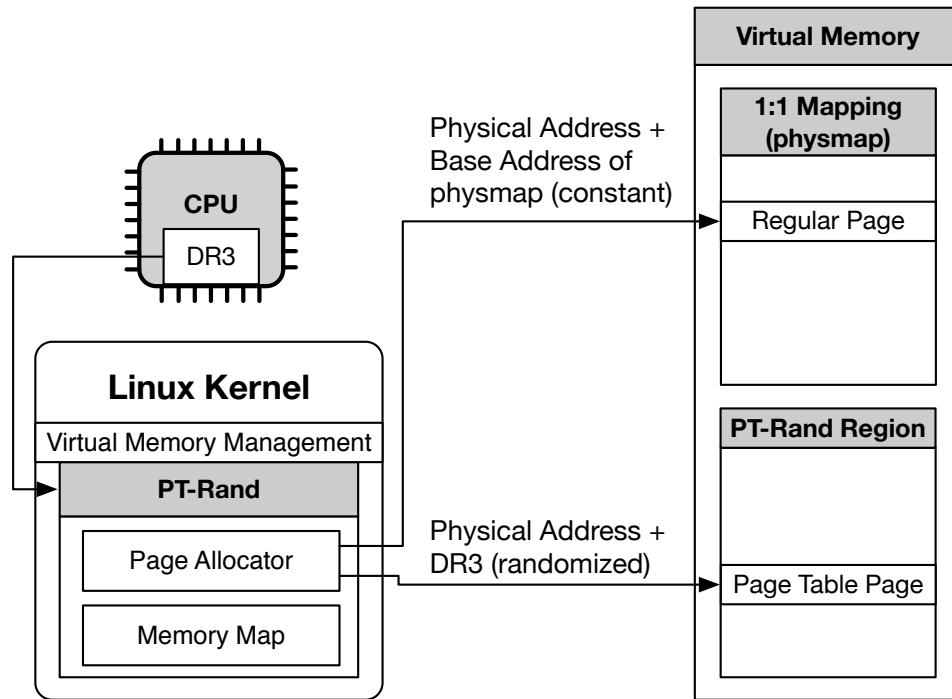 Virtual Memory
1:1 Mapping
(physmap)
Regular Page
Physical Address +
Base Address of
physmap (constant)
CPU
DR3
Linux Kernel
Virtual Memory Management
PT-Rand
Page Allocator
Memory Map
Physical Address +
DR3 (randomized)
PT-Rand Region
Page Table Page